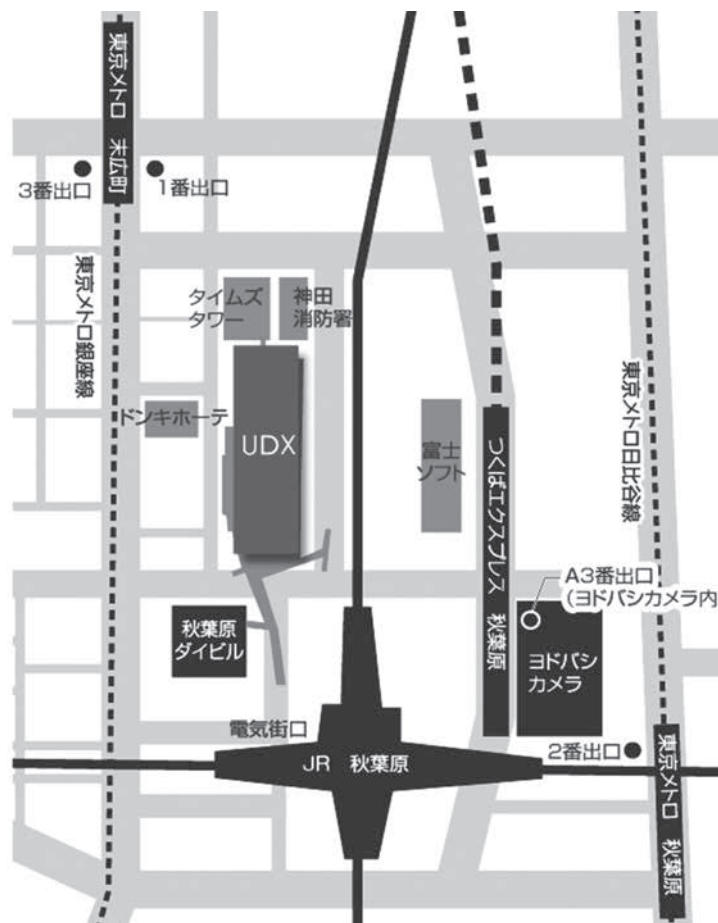 東京メトロ 末広町
3番出口
1番出口
東京メトロ銀座線
タイムズ
タワー
神田
消防署
ドンキホーテ
UDX
富士
ソフト
つくばエクスプレス 秋葉原
東京メトロ日比谷線
A3番出口
(ヨドバシカメラ内
秋葉原
ダイビル
ヨドバシ
カメラ
電気街口
JR 秋葉原
2番出口
東京メトロ 秋葉原